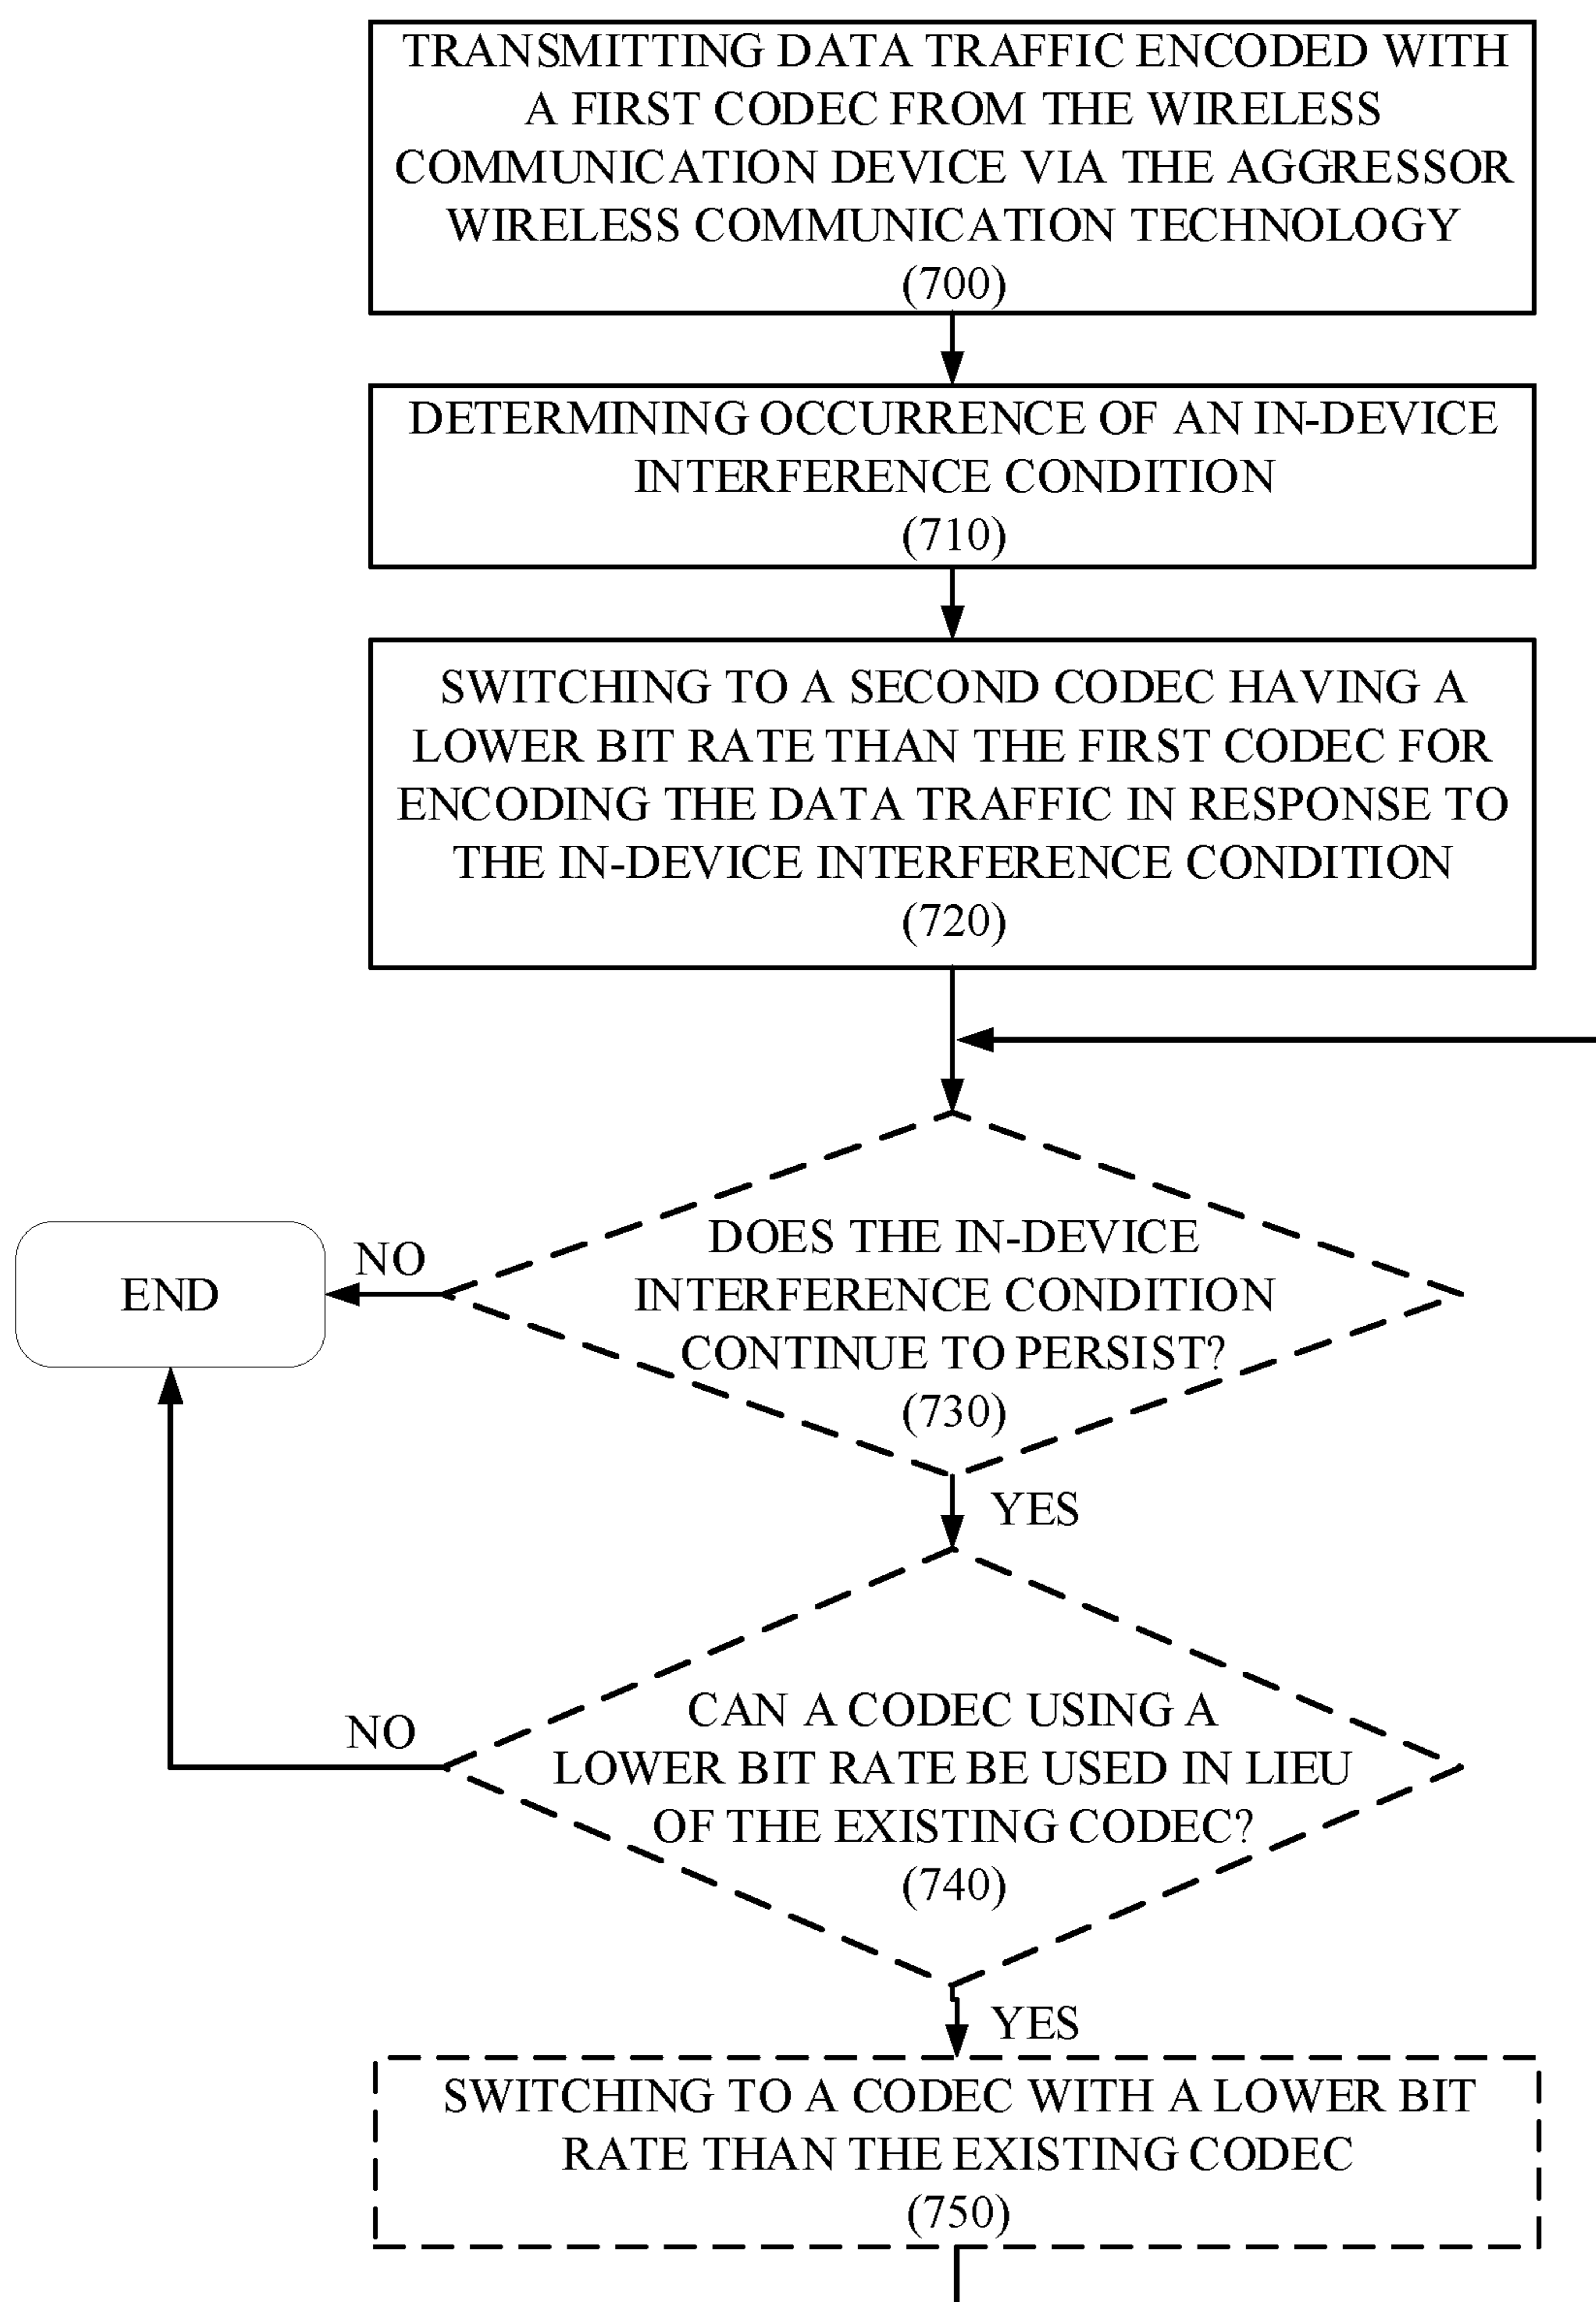 TRANSMITTING DATA TRAFFIC ENCODED WITH
A FIRST CODEC FROM THE WIRELESS
COMMUNICATION DEVICE VIA THE AGGRESSOR
WIRELESS COMMUNICATION TECHNOLOGY
(700)
DETERMINING OCCURRENCE OF AN IN-DEVICE
INTERFERENCE CONDITION
(710)
SWITCHING TO A SECOND CODEC HAVING A
LOWER BIT RATE THAN THE FIRST CODEC FOR
ENCODING THE DATA TRAFFIC IN RESPONSE TO
THE IN-DEVICE INTERFERENCE CONDITION
(720)
DOES THE IN-DEVICE
INTERFERENCE CONDITION
CONTINUE TO PERSIST?
(730)
NO
END
YES
CAN A CODEC USING A
LOWER BIT RATE BE USED IN LIEU
OF THE EXISTING CODEC?
(740)
NO
YES
SWITCHING TO A CODEC WITH A LOWER BIT
RATE THAN THE EXISTING CODEC
(750)